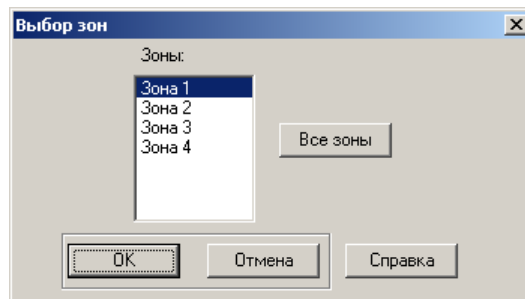 Выбор зон
Зоны:
Зона 1
Зона 2
Зона 3
Зона 4
Все зоны
OK
Отмена
Справка